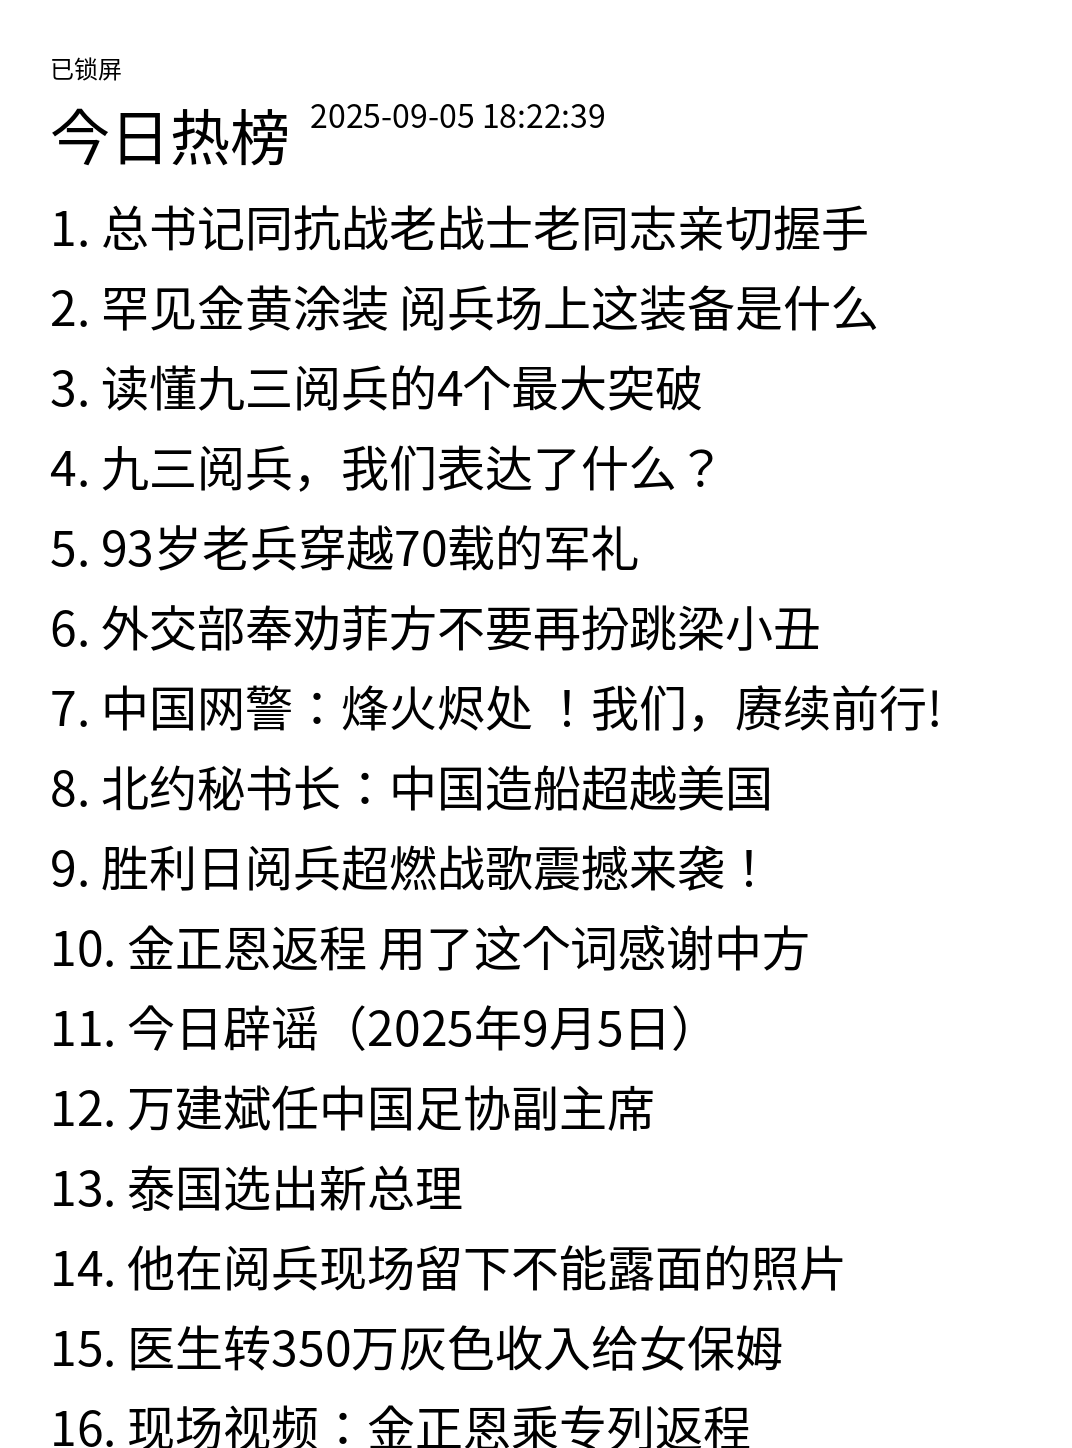 已锁屏
今日热榜 2025-09-05 18:22:39
1. 总书记同抗战老战士老同志亲切握手
2. 罕见金黄涂装 阅兵场上这装备是什么
3. 读懂九三阅兵的4个最大突破
4. 九三阅兵，我们表达了什么？
5. 93岁老兵穿越70载的军礼
6. 外交部奉劝菲方不要再扮跳梁小丑
7. 中国网警：烽火烬处 ！我们，赓续前行!
8. 北约秘书长：中国造船超越美国
9. 胜利日阅兵超燃战歌震撼来袭！
10. 金正恩返程 用了这个词感谢中方
11. 今日辟谣（2025年9月5日）
12. 万建斌任中国足协副主席
13. 泰国选出新总理
14. 他在阅兵现场留下不能露面的照片
15. 医生转350万灰色收入给女保姆
16. 现场视频：金正恩乘专列返程